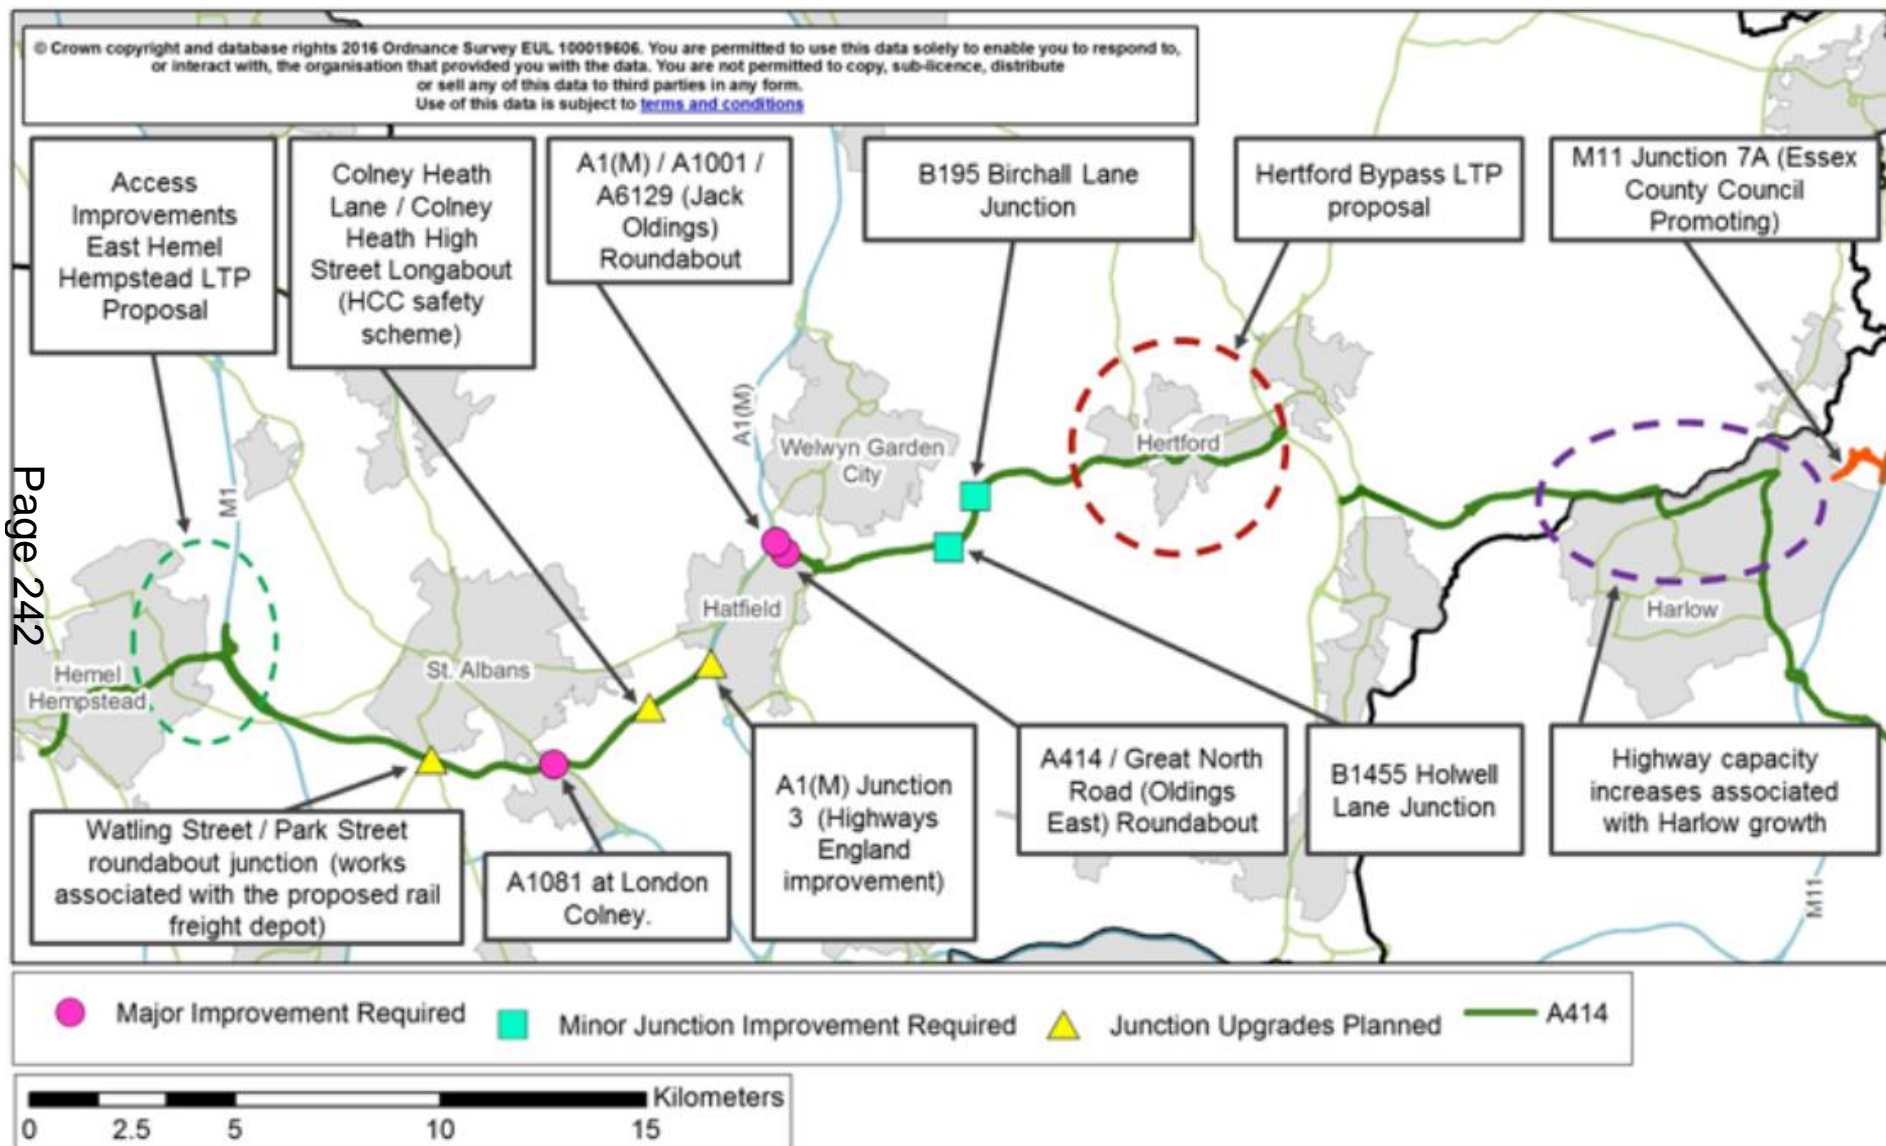 © Crown copyright and database rights 2016 Ordnance Survey EUL 100019606. You are permitted to use this data solely to enable you to respond to,
or interact with, the organisation that provided you with the data. You are not permitted to copy, sub-licence, distribute
or sell any of this data to third parties in any form.
Use of this data is subject to terms and conditions
Access
Improvements
East Hemel
Hempstead LTP
Proposal
Colney Heath
Lane / Colney
Heath High
Street Longabout
(HCC safety
scheme)
A1(M) / A1001 /
A6129 (Jack
Oldings)
Roundabout
B195 Birchall Lane
Junction
Hertford Bypass LTP
proposal
M11 Junction 7A (Essex
County Council
Promoting)
A1(M)
Welwyn Garden
City
Hertford
M1
Page 242
Hatfield
Harlow
Hemel
Hempstead
St. Albans
Watling Street / Park Street
roundabout junction (works
associated with the proposed rail
freight depot)
A1081 at London
Colney.
A1(M) Junction
3 (Highways
England
improvement)
A414 / Great North
Road (Oldings
East) Roundabout
B1455 Holwell
Lane Junction
Highway capacity
increases associated
with Harlow growth
M11
Major Improvement Required
Minor Junction Improvement Required
Junction Upgrades Planned
A414
Kilometers
0 2.5 5 10 15